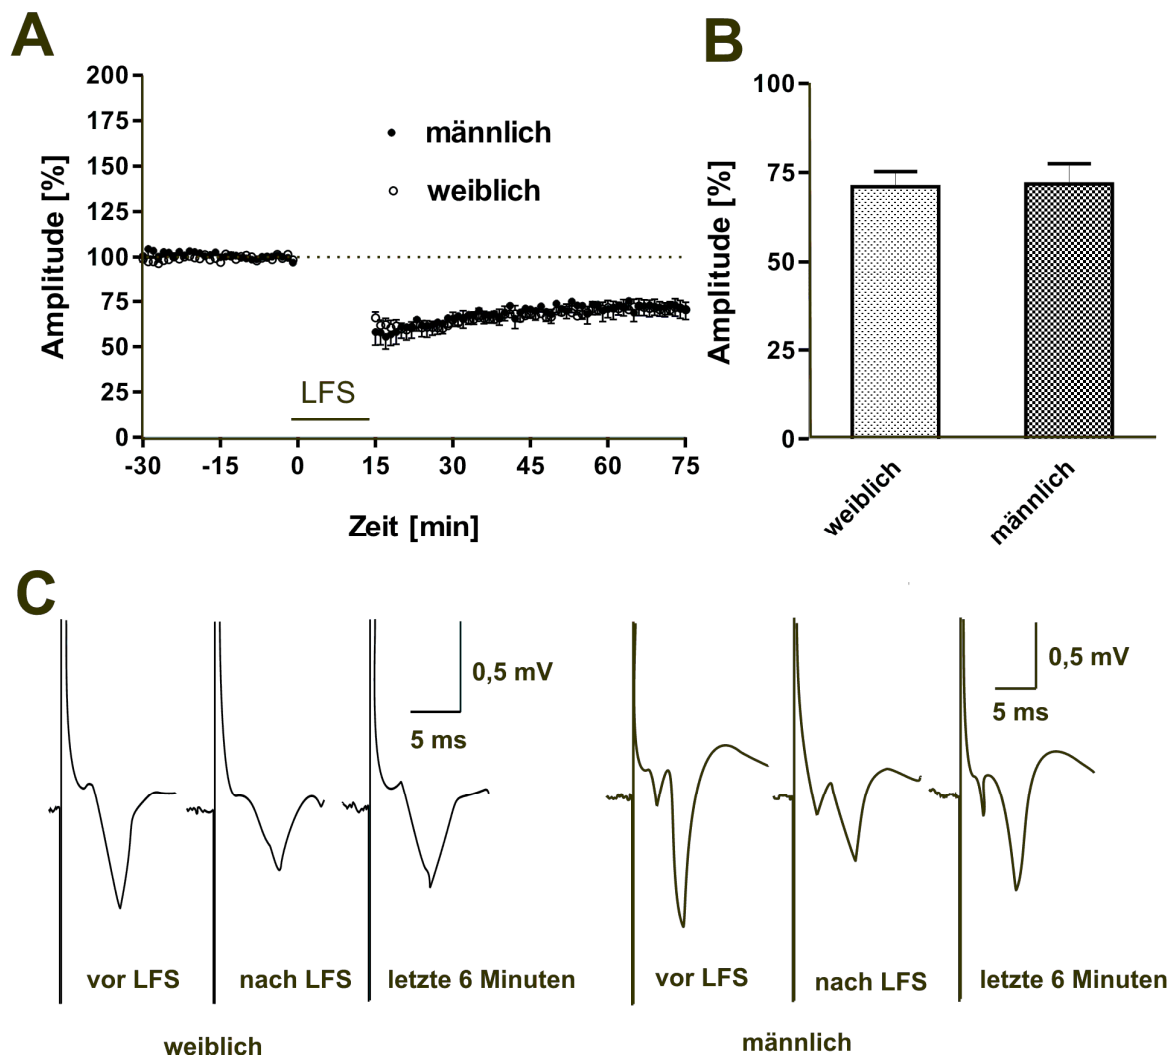 A
200
175
150
125
100
75
50
25
0
Amplitude [%]
männlich
weiblich
LFS
-30 -15 0 15 30 45 60 75
Zeit [min]
B
100
75
50
25
0
Amplitude [%]
weiblich
männlich
C
0,5 mV
5 ms
vor LFS
nach LFS
letzte 6 Minuten
weiblich
0,5 mV
5 ms
vor LFS
nach LFS
letzte 6 Minuten
männlich